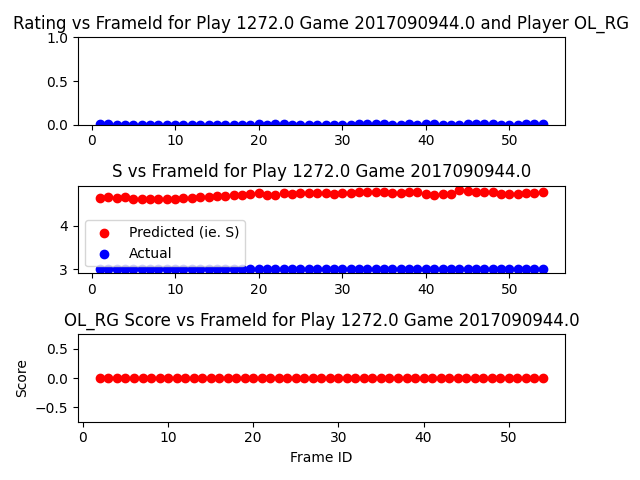 Rating vs FrameId for Play 1272.0 Game 2017090944.0 and Player OL_RG
1.0
0.5
0.0
0 10 20 30 40 50
S vs FrameId for Play 1272.0 Game 2017090944.0
4
3
Predicted (ie. S)
Actual
0 10 20 30 40 50
OL_RG Score vs FrameId for Play 1272.0 Game 2017090944.0
Score
0.5
0.0
−0.5
0 10 20 30 40 50
Frame ID